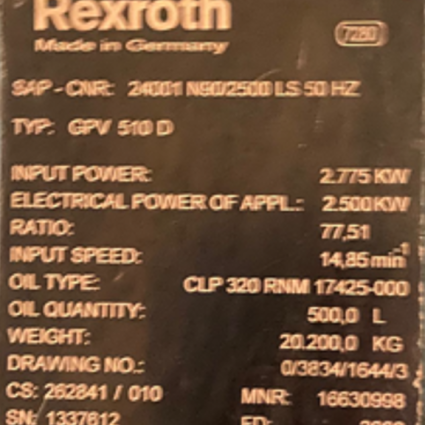 Rexroth
Made in Germany 7280
SAP - CNR: 24001 N90/2500 LS 50 HZ
TYP: GPV 510 D
INPUT POWER: 2.775 KW
ELECTRICAL POWER OF APPL.: 2.500 KW
RATIO: 77,51
INPUT SPEED: 14,85 min-1
OIL TYPE: CLP 320 RNM 17425-000
OIL QUANTITY: 500,0 L
WEIGHT: 20.200,0 KG
DRAWING NO.: 0/3834/1644/3
CS: 262841 / 010 MNR: 16630998
SN: 1337612